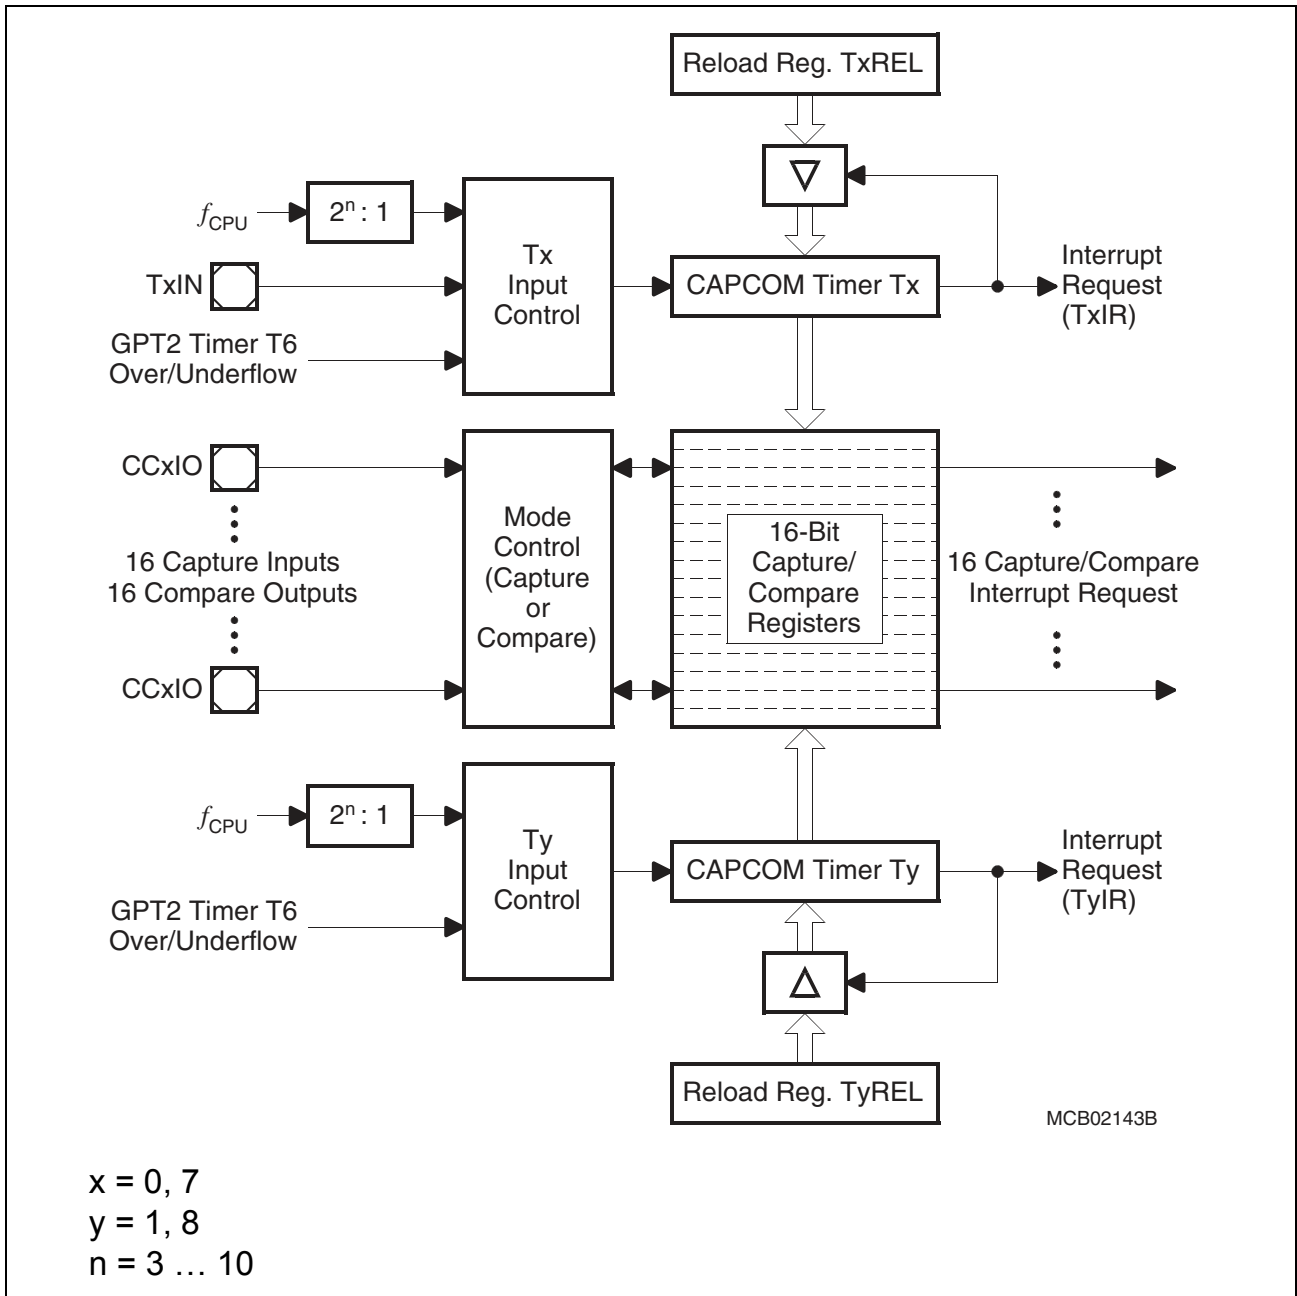 Reload Reg. TxREL
f CPU
2ⁿ : 1
TxIN
GPT2 Timer T6
Over/Underflow
Tx
Input
Control
CAPCOM Timer Tx
Interrupt
Request
(TxIR)
CCxIO
16 Capture Inputs
16 Compare Outputs
CCxIO
Mode
Control
(Capture
or
Compare)
16-Bit
Capture/
Compare
Registers
16 Capture/Compare
Interrupt Request
f CPU
2ⁿ : 1
GPT2 Timer T6
Over/Underflow
Ty
Input
Control
CAPCOM Timer Ty
Interrupt
Request
(TyIR)
Reload Reg. TyREL
MCB02143B
x = 0, 7
y = 1, 8
n = 3 … 10